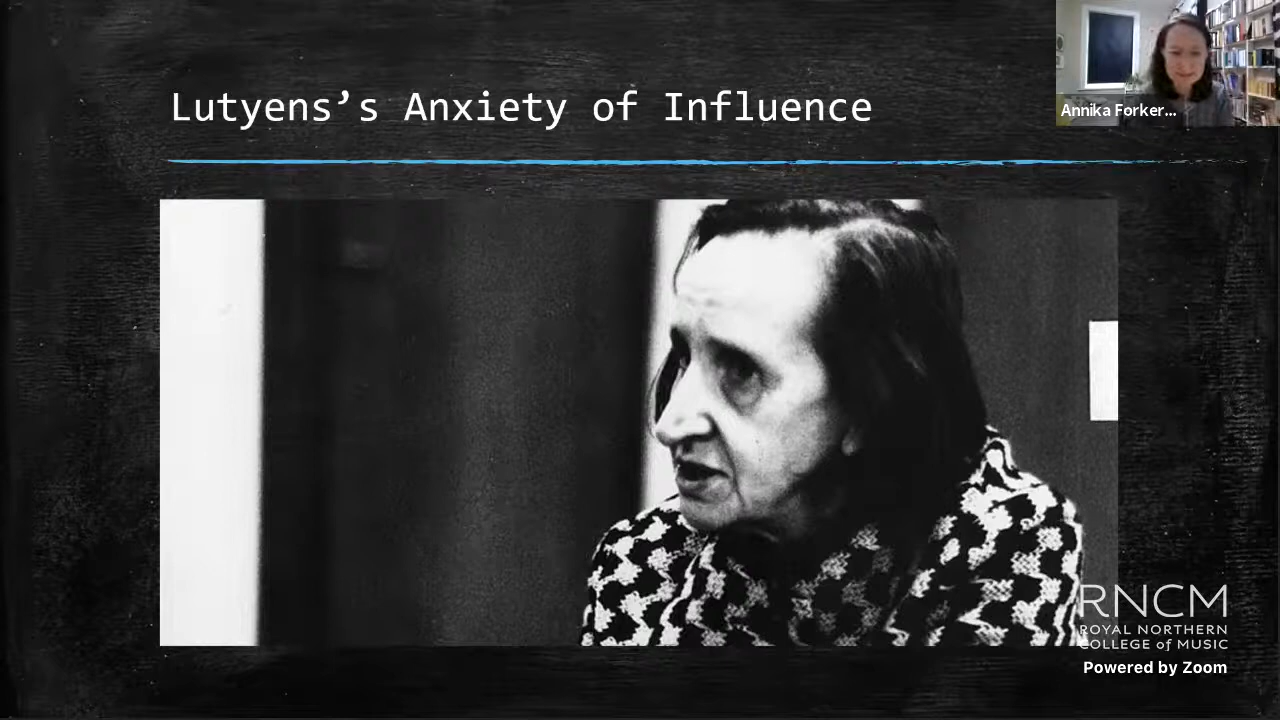 Lutyens’s Anxiety of Influence
Annika Forker...
RNCM
ROYAL NORTHERN
COLLEGE of MUSIC
Powered by Zoom